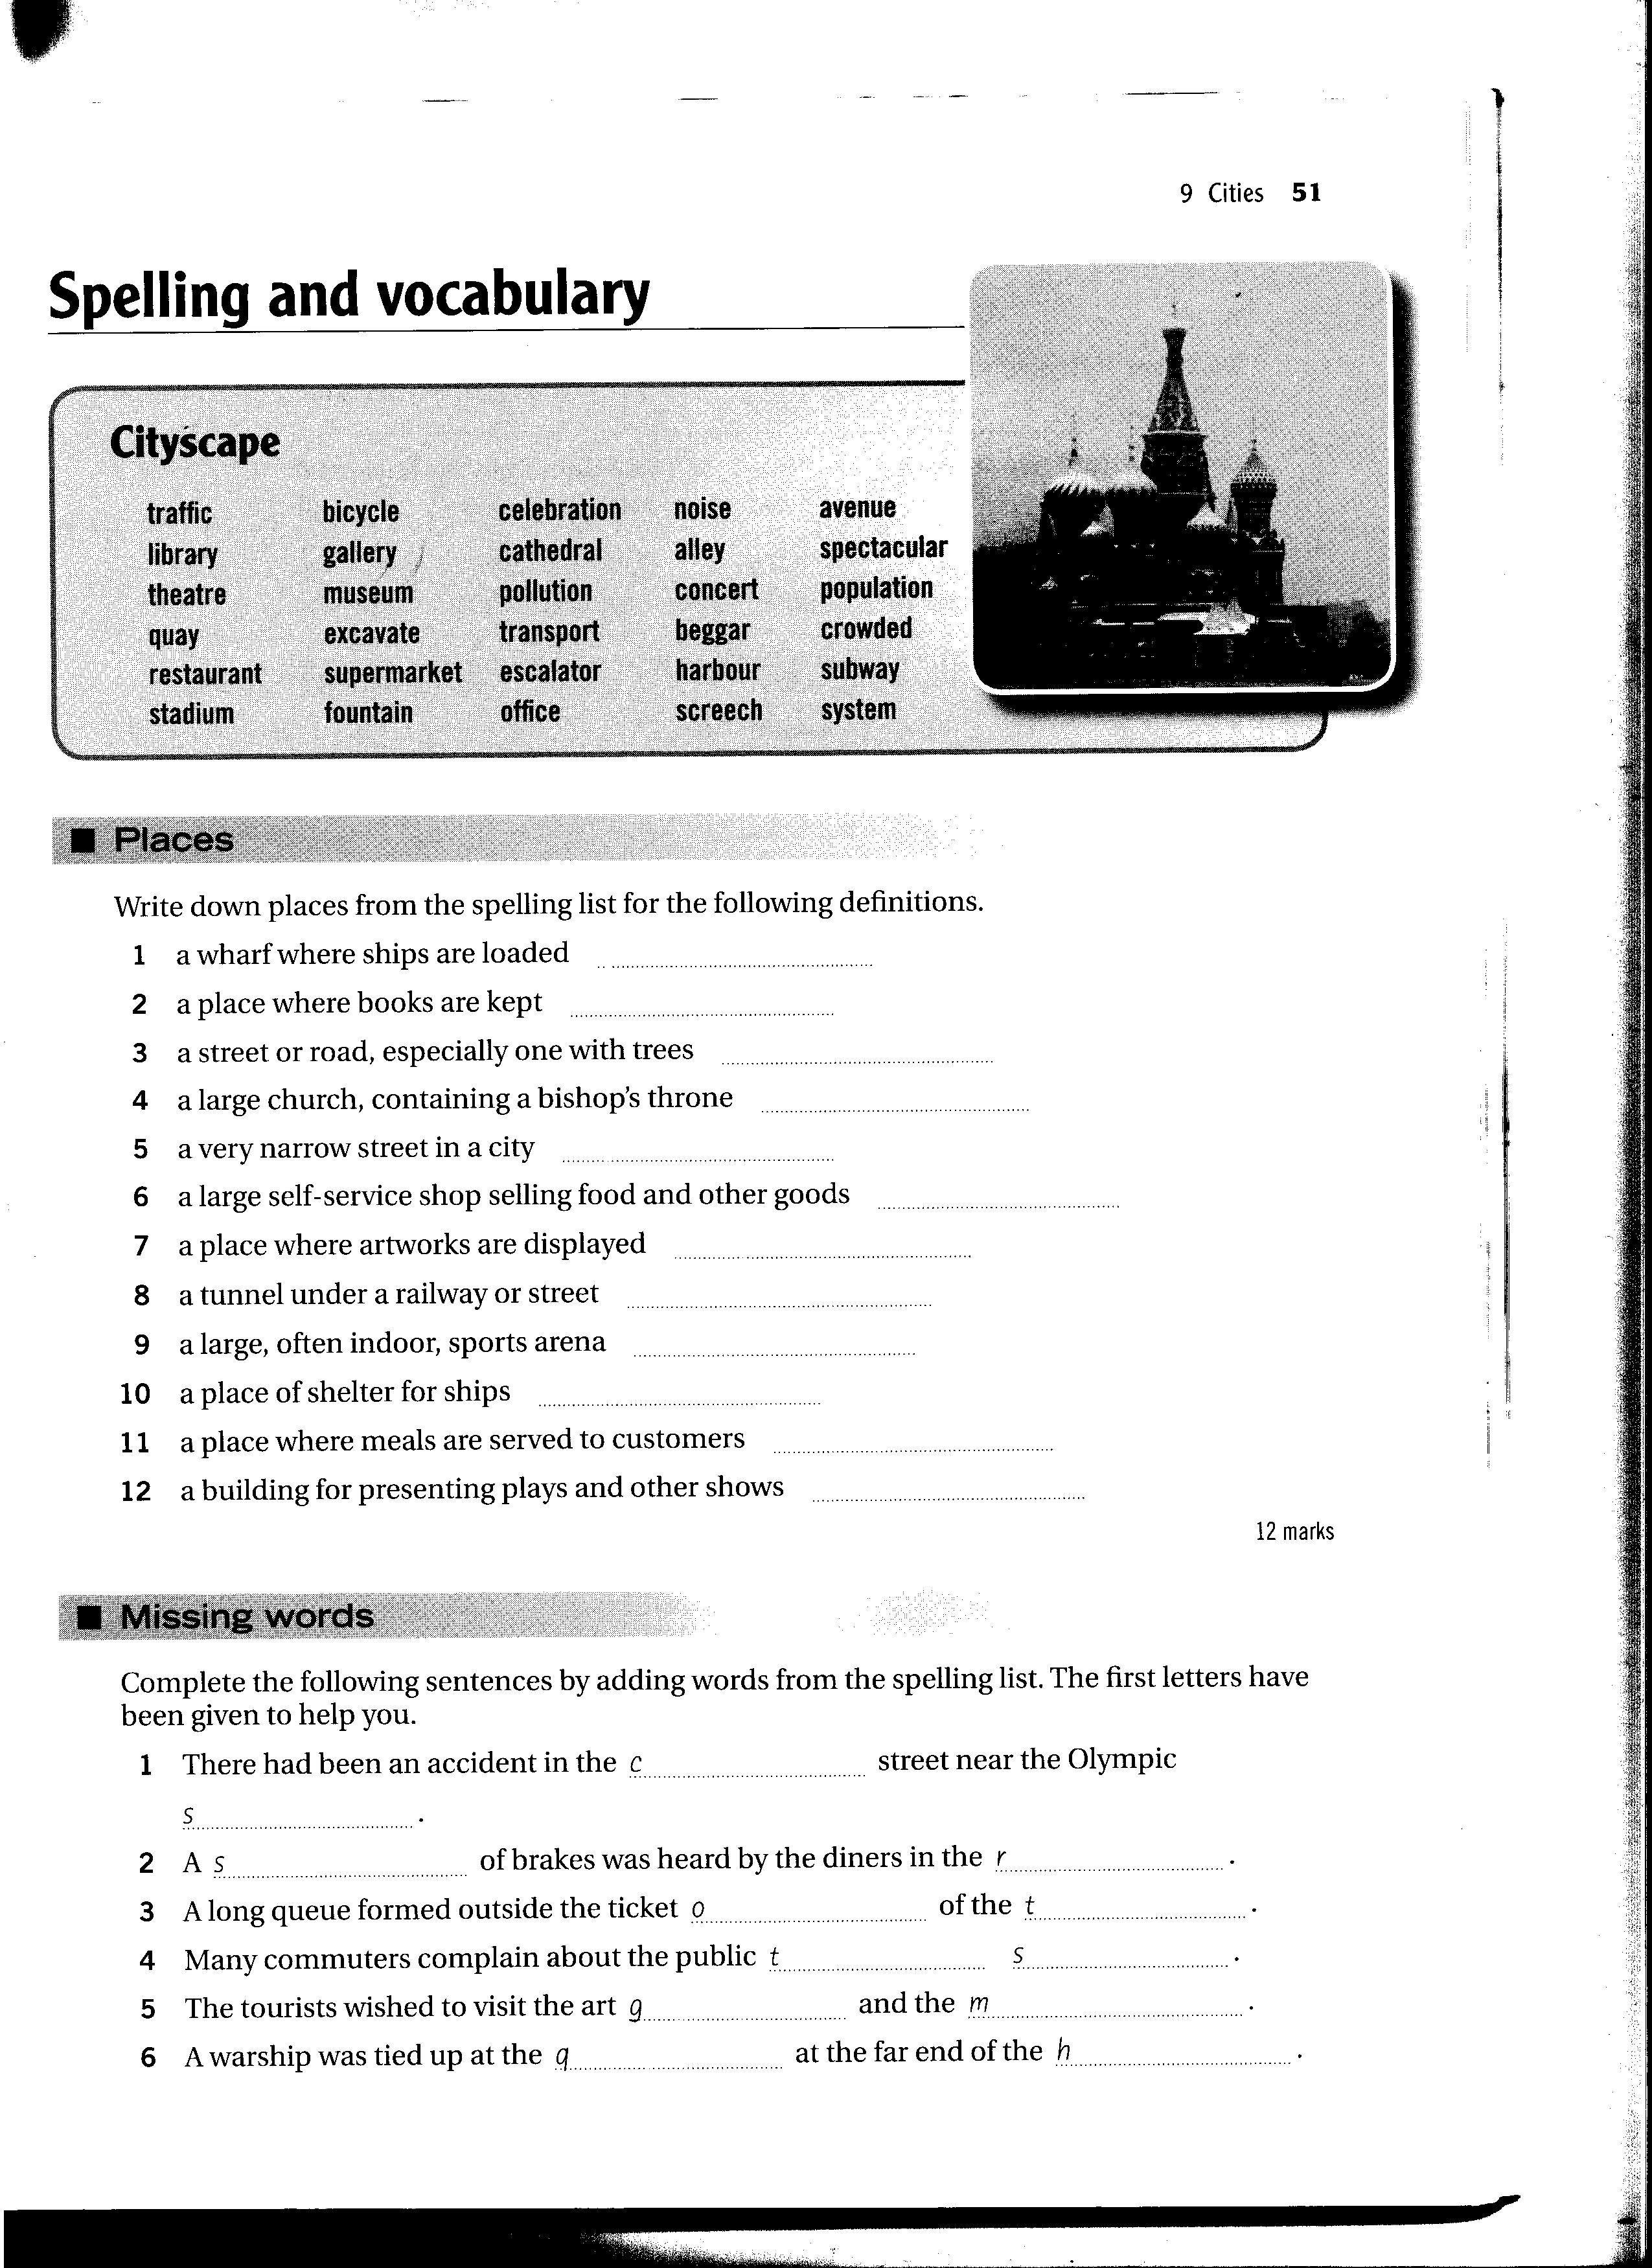 9 Cities 51
Spelling and vocabulary
Cityscape
traffic bicycle celebration noise avenue
library gallery cathedral alley spectacular
theatre museum pollution concert population
quay excavate transport beggar crowded
restaurant supermarket escalator harbour subway
stadium fountain office screech system
Places
Write down places from the spelling list for the following definitions.
1 a wharf where ships are loaded
2 a place where books are kept
3 a street or road, especially one with trees
4 a large church, containing a bishop's throne
5 a very narrow street in a city
6 a large self-service shop selling food and other goods
7 a place where artworks are displayed
8 a tunnel under a railway or street
9 a large, often indoor, sports arena
10 a place of shelter for ships
11 a place where meals are served to customers
12 a building for presenting plays and other shows
12 marks
Missing words
Complete the following sentences by adding words from the spelling list. The first letters have
been given to help you.
1 There had been an accident in the c street near the Olympic
s .
2 A s of brakes was heard by the diners in the r .
3 A long queue formed outside the ticket o of the t .
4 Many commuters complain about the public t s .
5 The tourists wished to visit the art g and the m .
6 A warship was tied up at the q at the far end of the h .